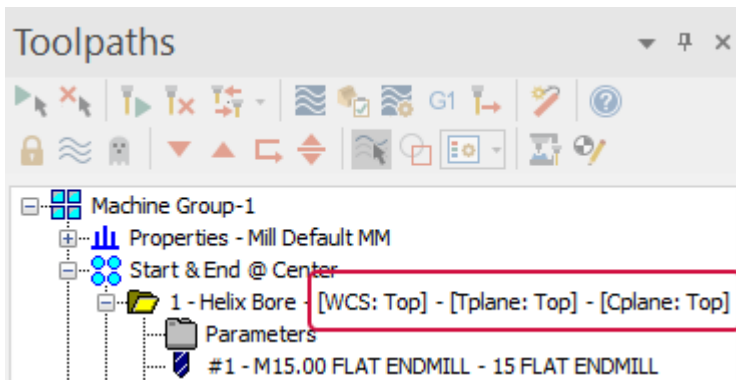 Toolpaths
G1
Machine Group-1
Properties - Mill Default MM
Start & End @ Center
1 - Helix Bore - [WCS: Top] - [Tplane: Top] - [Cplane: Top]
Parameters
#1 - M15.00 FLAT ENDMILL - 15 FLAT ENDMILL